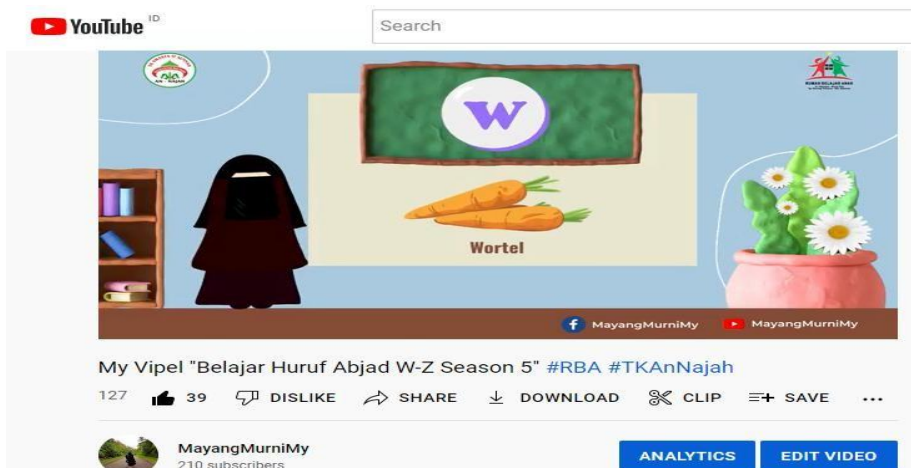 YouTube ID
Search
W
Wortel
MayangMurniMy MayangMurniMy
My Vipel "Belajar Huruf Abjad W-Z Season 5" #RBA #TKAnNajah
127 39 DISLIKE SHARE DOWNLOAD CLIP SAVE ...
MayangMurniMy
210 subscribers
ANALYTICS EDIT VIDEO